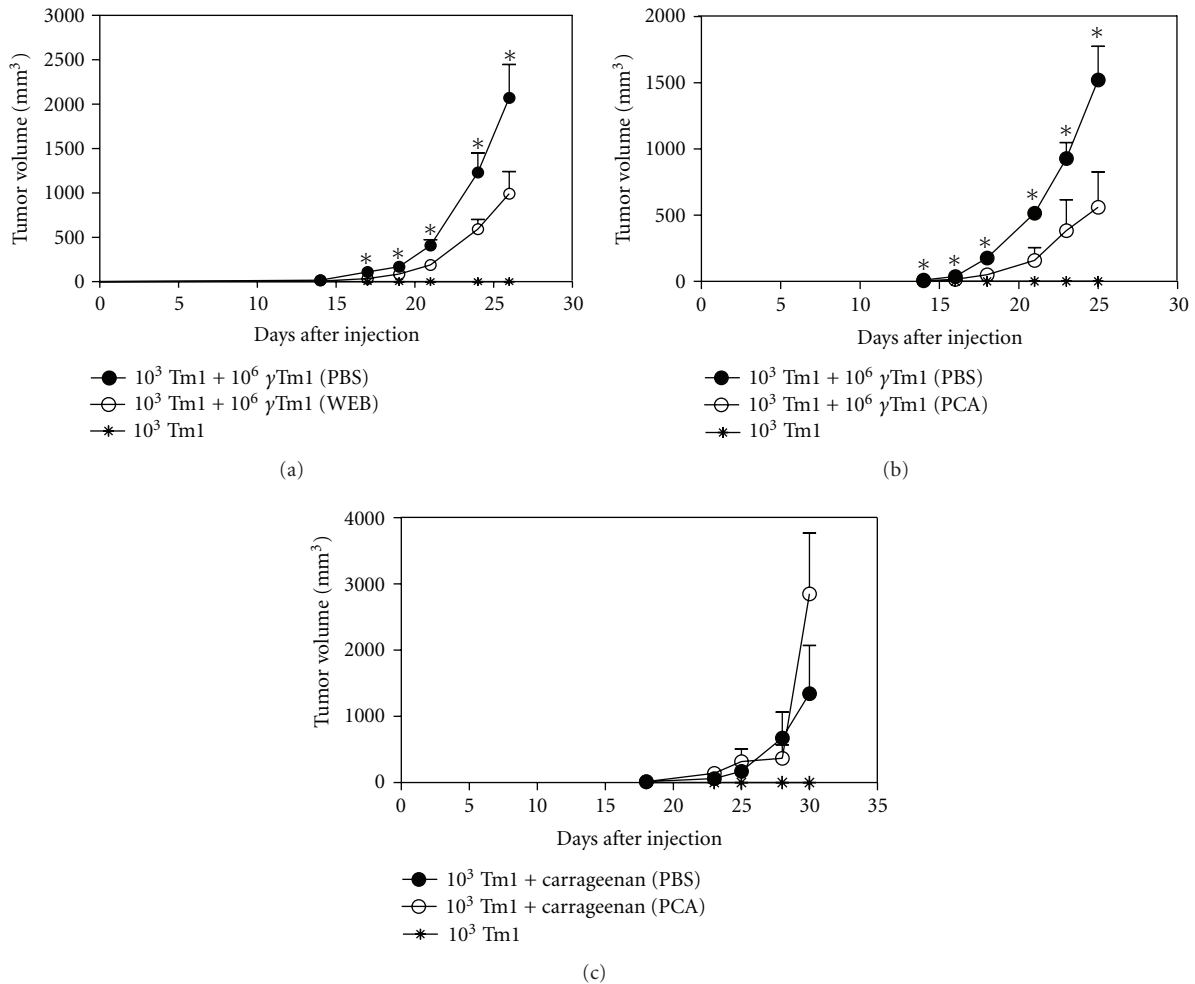 3000
2500
2000
1500
1000
500
0
Tumor volume (mm³)
* * * * *
0 5 10 15 20 25 30
Days after injection
10³ Tm1 + 10⁶ γTm1 (PBS)
10³ Tm1 + 10⁶ γTm1 (WEB)
10³ Tm1
(a)
2000
1500
1000
500
0
Tumor volume (mm³)
* * * * * *
0 5 10 15 20 25 30
Days after injection
10³ Tm1 + 10⁶ γTm1 (PBS)
10³ Tm1 + 10⁶ γTm1 (PCA)
10³ Tm1
(b)
4000
3000
2000
1000
0
Tumor volume (mm³)
0 5 10 15 20 25 30 35
Days after injection
10³ Tm1 + carrageenan (PBS)
10³ Tm1 + carrageenan (PCA)
10³ Tm1
(c)